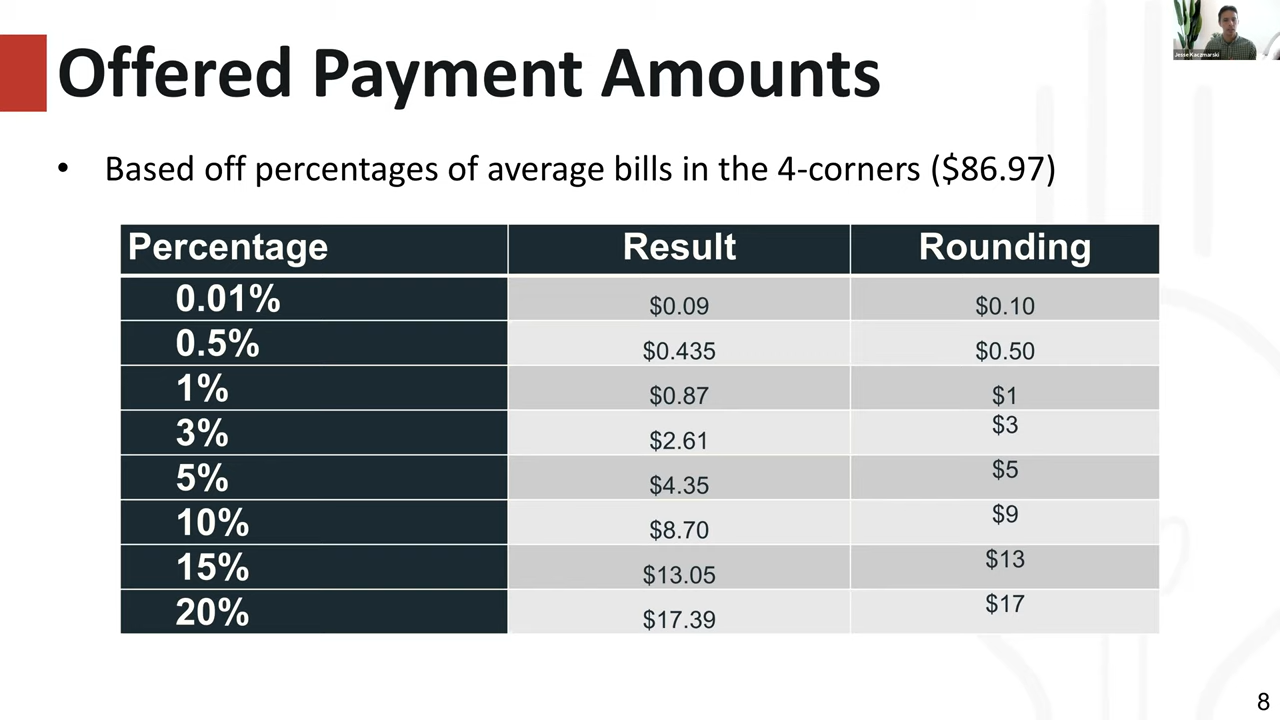 Offered Payment Amounts
• Based off percentages of average bills in the 4-corners ($86.97)
Percentage Result Rounding
0.01% $0.09 $0.10
0.5% $0.435 $0.50
1% $0.87 $1
3% $2.61 $3
5% $4.35 $5
10% $8.70 $9
15% $13.05 $13
20% $17.39 $17
8
Jesse Kaczmarski